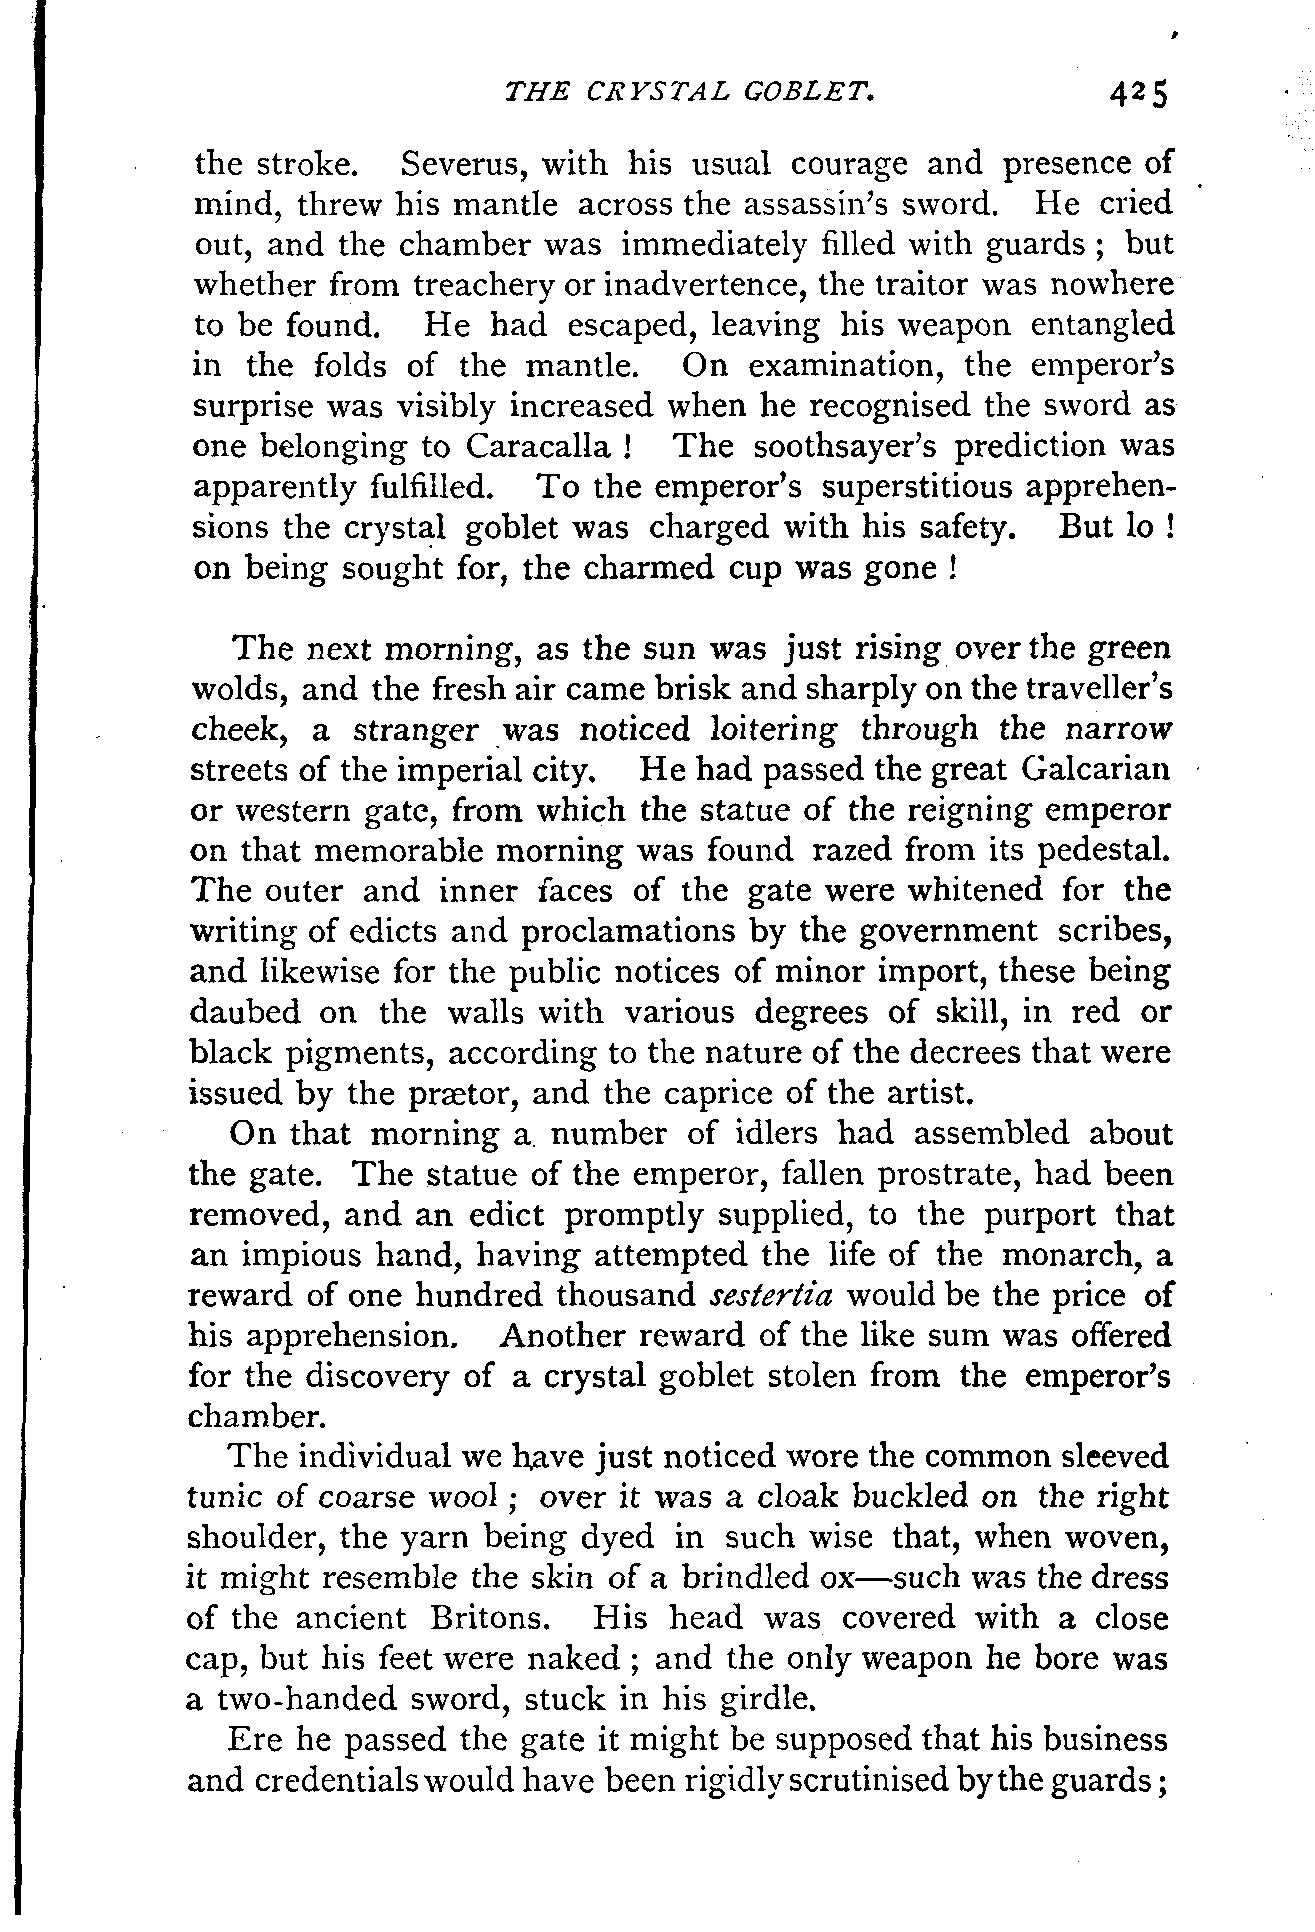 THE CRYSTAL GOBLET. 425
the stroke. Severus, with his usual courage and presence of
mind, threw his mantle across the assassin's sword. He cried
out, and the chamber was immediately filled with guards ; but
whether from treachery or inadvertence, the traitor was nowhere
to be found. He had escaped, leaving his weapon entangled
in the folds of the mantle. On examination, the emperor's
surprise was visibly increased when he recognised the sword as
one belonging to Caracalla ! The soothsayer's prediction was
apparently fulfilled. To the emperor's superstitious apprehen-
sions the crystal goblet was charged with his safety. But lo !
on being sought for, the charmed cup was gone !
The next morning, as the sun was just rising over the green
wolds, and the fresh air came brisk and sharply on the traveller's
cheek, a stranger was noticed loitering through the narrow
streets of the imperial city. He had passed the great Galcarian
or western gate, from which the statue of the reigning emperor
on that memorable morning was found razed from its pedestal.
The outer and inner faces of the gate were whitened for the
writing of edicts and proclamations by the government scribes,
and likewise for the public notices of minor import, these being
daubed on the walls with various degrees of skill, in red or
black pigments, according to the nature of the decrees that were
issued by the prætor, and the caprice of the artist.
On that morning a number of idlers had assembled about
the gate. The statue of the emperor, fallen prostrate, had been
removed, and an edict promptly supplied, to the purport that
an impious hand, having attempted the life of the monarch, a
reward of one hundred thousand sestertia would be the price of
his apprehension. Another reward of the like sum was offered
for the discovery of a crystal goblet stolen from the emperor's
chamber.
The individual we have just noticed wore the common sleeved
tunic of coarse wool ; over it was a cloak buckled on the right
shoulder, the yarn being dyed in such wise that, when woven,
it might resemble the skin of a brindled ox—such was the dress
of the ancient Britons. His head was covered with a close
cap, but his feet were naked ; and the only weapon he bore was
a two-handed sword, stuck in his girdle.
Ere he passed the gate it might be supposed that his business
and credentials would have been rigidly scrutinised by the guards ;